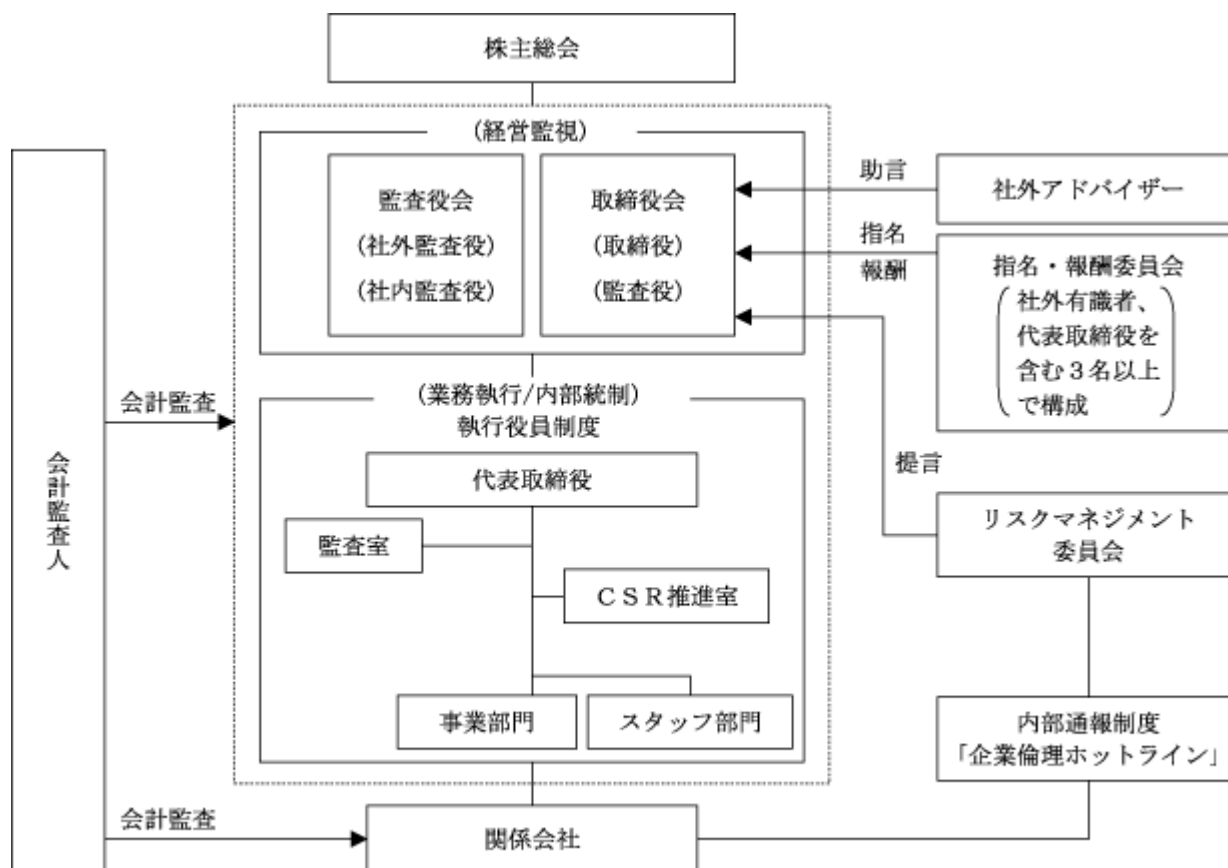 株主総会
(経営監視)
監査役会
(社外監査役)
(社内監査役)
取締役会
(取締役)
(監査役)
助言
社外アドバイザー
指名
報酬
指名・報酬委員会
社外有識者、
代表取締役を
含む3名以上
で構成
会計監査人
会計監査
(業務執行/内部統制)
執行役員制度
代表取締役
監査室
CSR推進室
事業部門
スタッフ部門
提言
リスクマネジメント
委員会
内部通報制度
「企業倫理ホットライン」
会計監査
関係会社